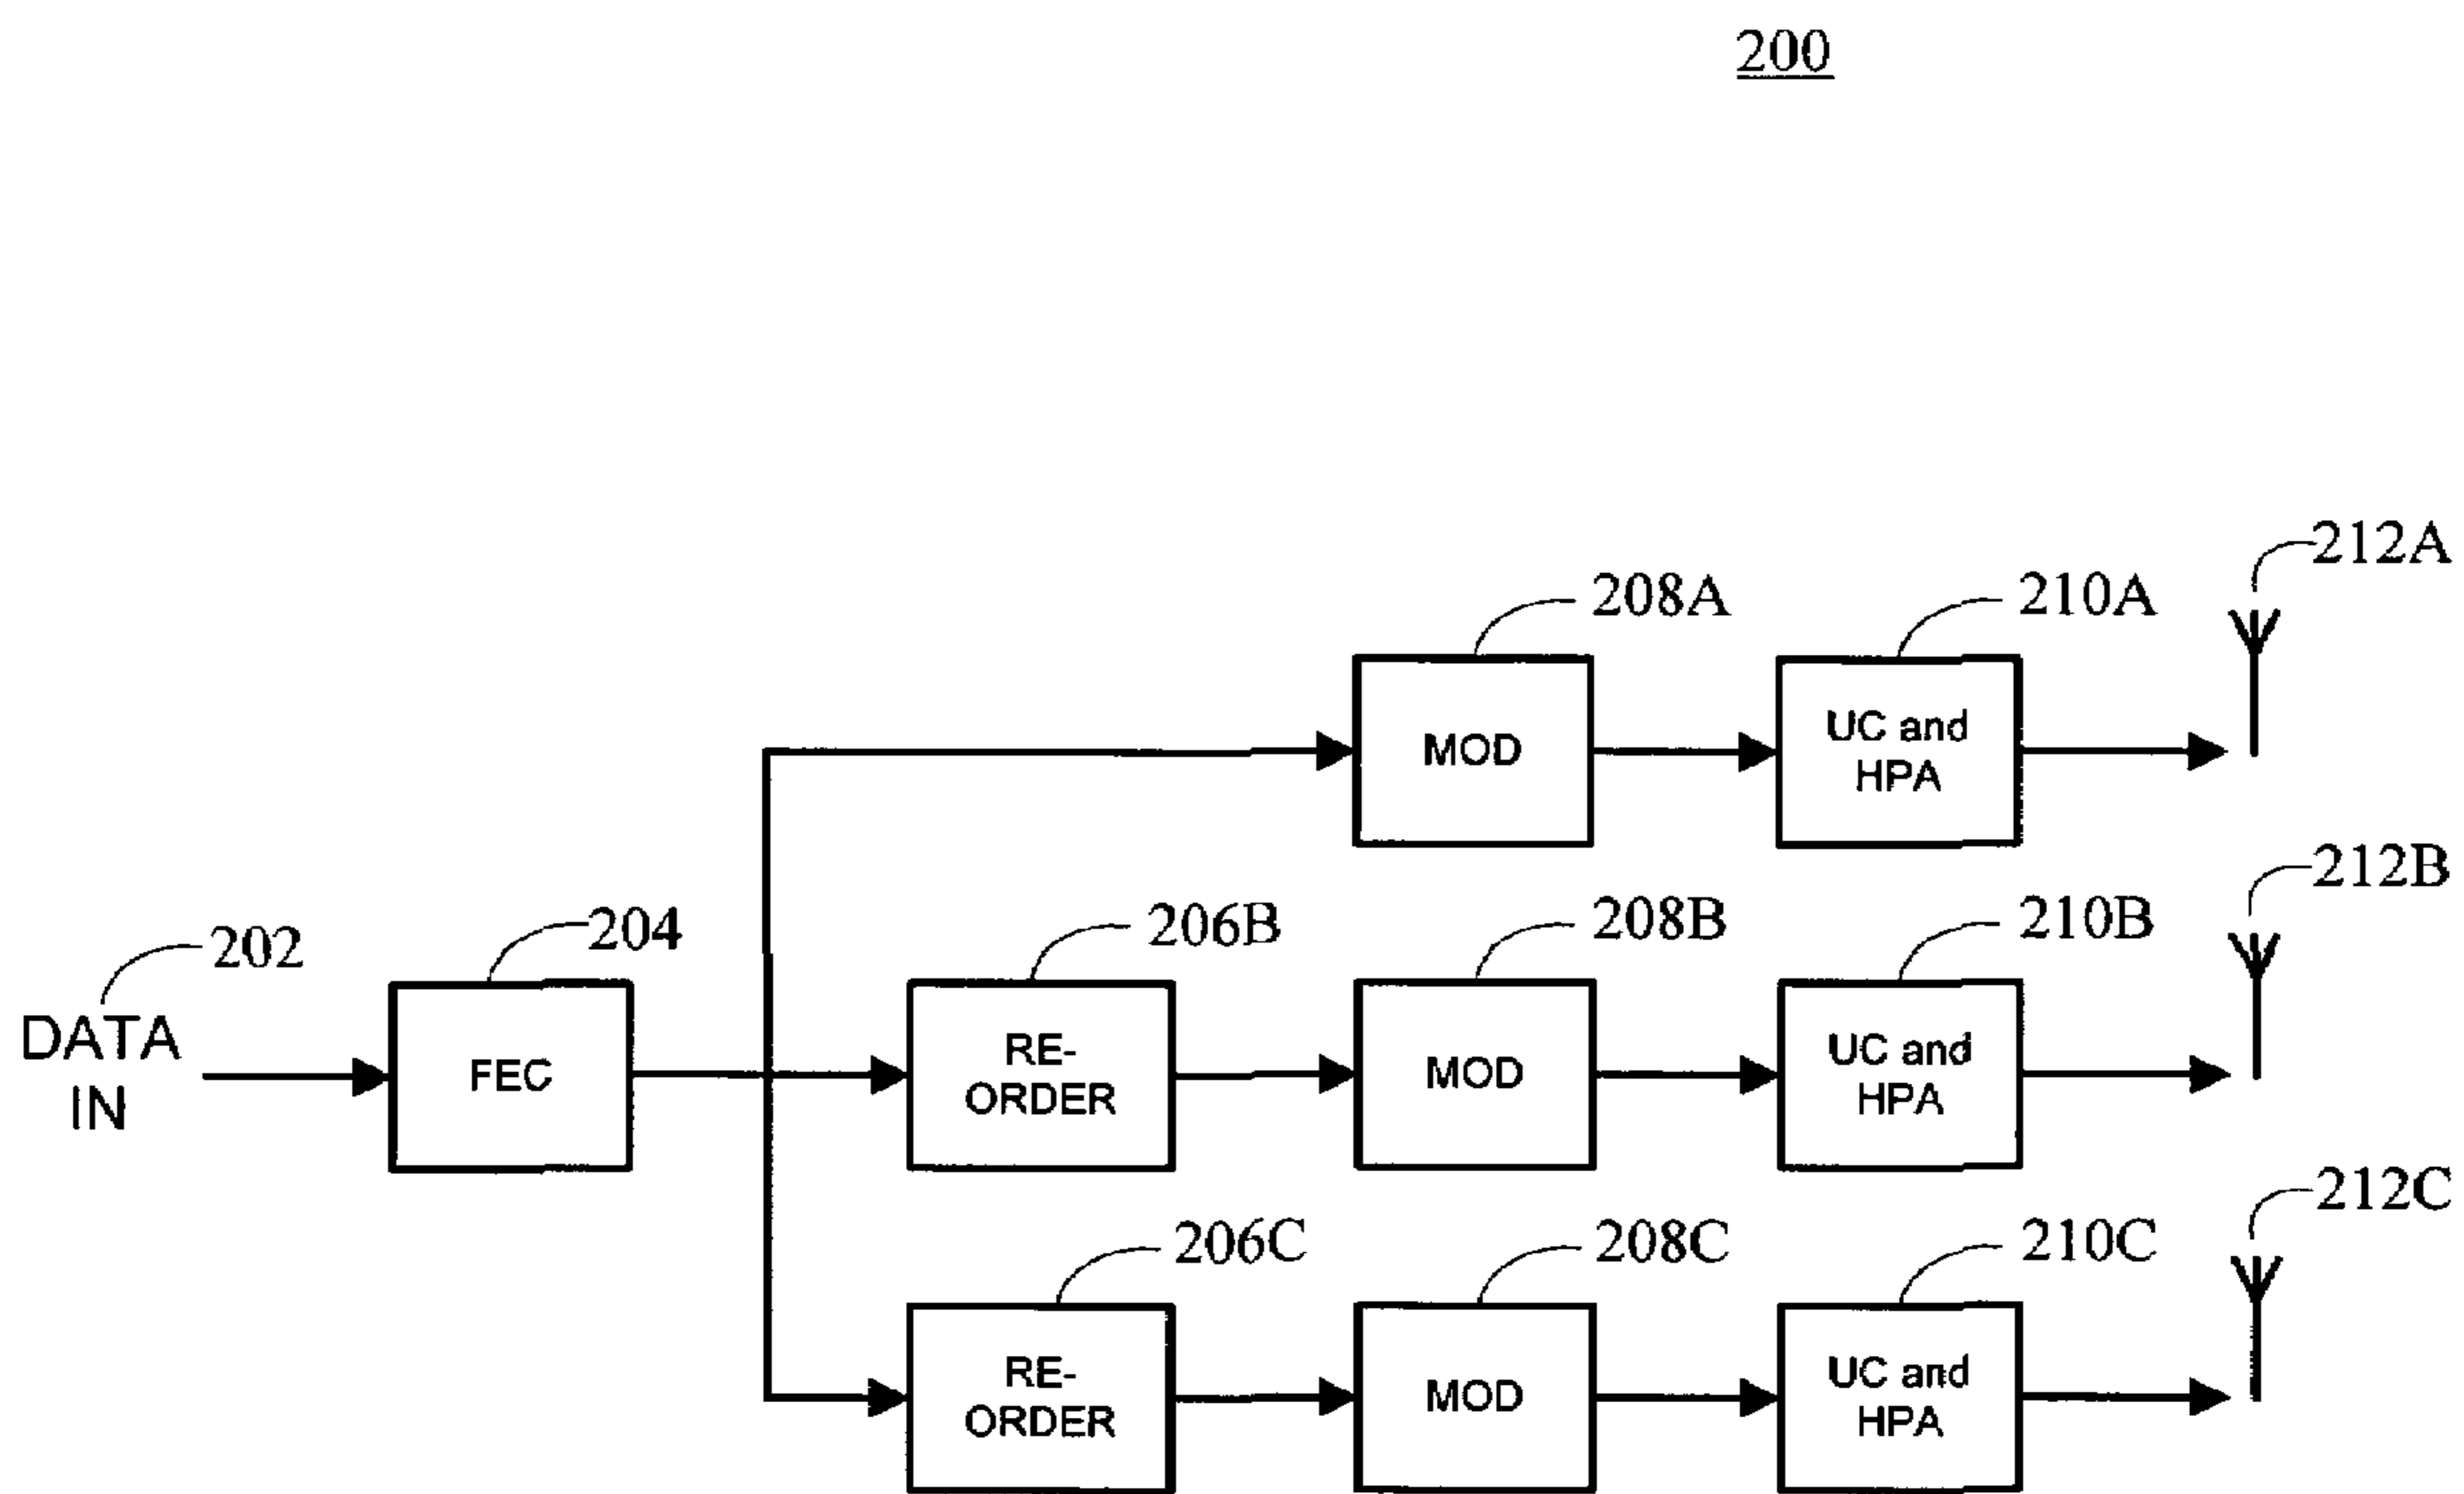 200
212A
208A
210A
MOD
UC and
HPA
212B
202
204
206B
208B
210B
DATA
IN
FEC
RE-
ORDER
MOD
UC and
HPA
212C
206C
208C
210C
RE-
ORDER
MOD
UC and
HPA